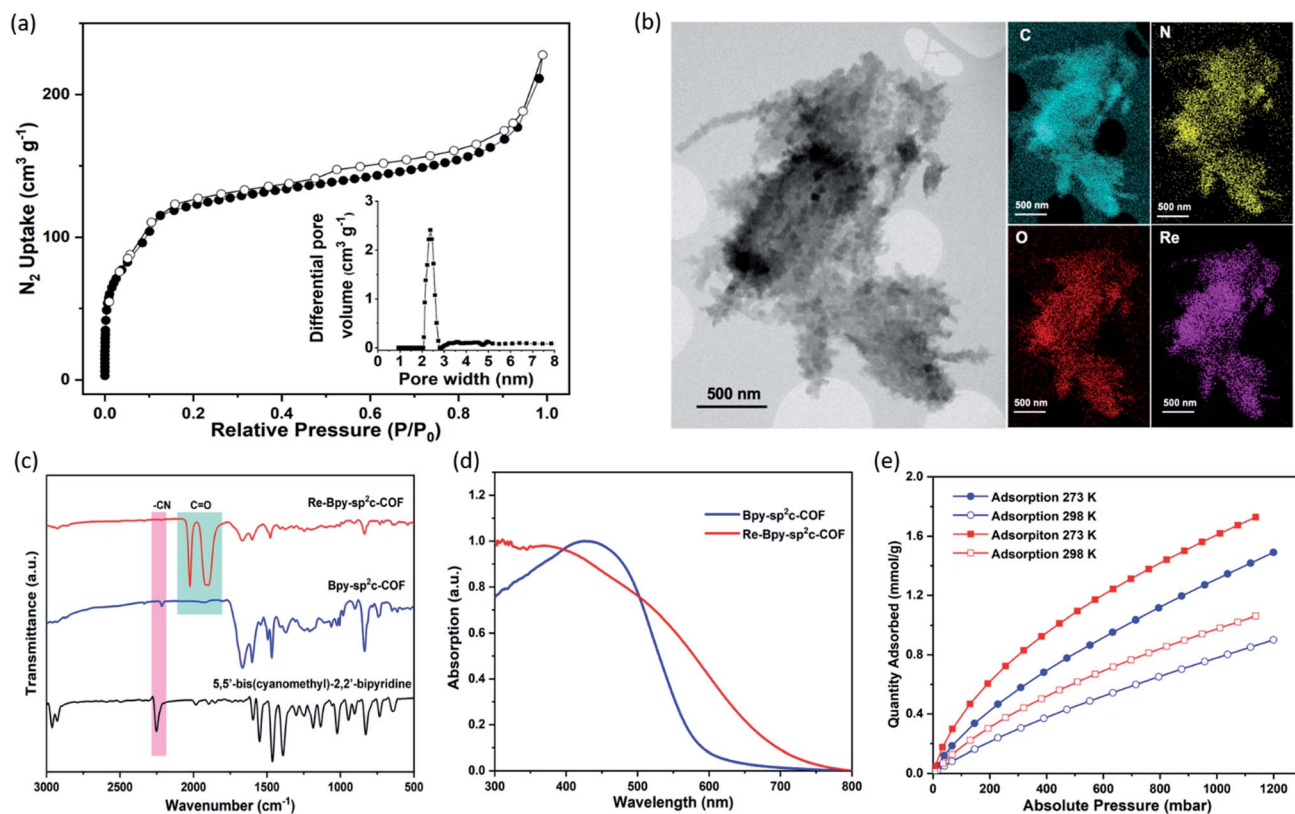 (a)
N₂ Uptake (cm³ g⁻¹)
200
100
0
0.0 0.2 0.4 0.6 0.8 1.0
Relative Pressure (P/P₀)
Differential pore
volume (cm³ g⁻¹)
3
2
1
0
0 1 2 3 4 5 6 7 8
Pore width (nm)
(b)
500 nm
C
500 nm
N
500 nm
O
500 nm
Re
500 nm
(c)
-CN C=O
Re-Bpy-sp²c-COF
Bpy-sp²c-COF
5,5'-bis(cyanomethyl)-2,2'-bipyridine
Transmittance (a.u.)
3000 2500 2000 1500 1000 500
Wavenumber (cm⁻¹)
(d)
Absorption (a.u.)
1.2
1.0
0.8
0.6
0.4
0.2
0.0
Bpy-sp²c-COF
Re-Bpy-sp²c-COF
300 400 500 600 700 800
Wavelength (nm)
(e)
Quantity Adsorbed (mmol/g)
2.0
1.6
1.2
0.8
0.4
0.0
Adsorption 273 K
Adsorption 298 K
Adsorpiton 273 K
Adsorption 298 K
0 200 400 600 800 1000 1200
Absolute Pressure (mbar)